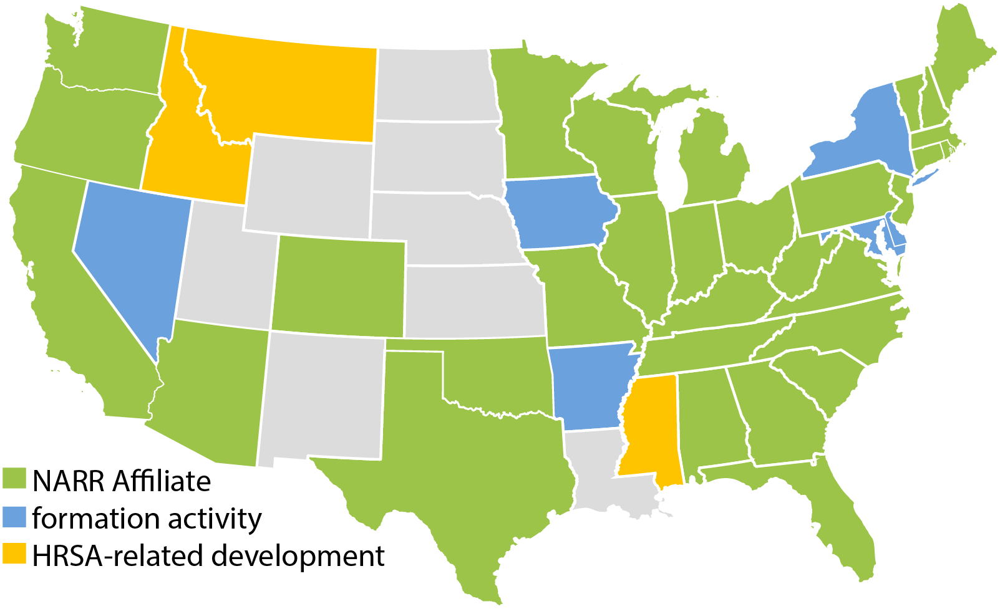 NARR Affiliate
formation activity
HRSA-related development